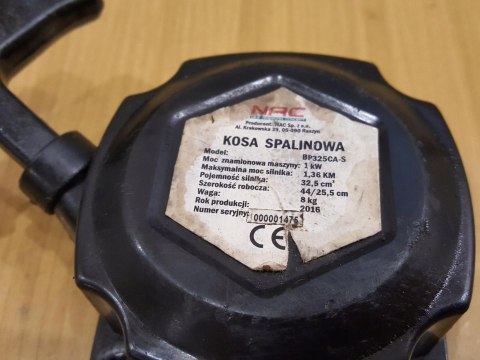 NAC
Producent: NAC Sp. z o.o.
Al. Krakowska 39, 05-090 Raszyn
KOSA SPALINOWA
Model: BP325CA-S
Moc znamionowa maszyny: 1 kW
Maksymalna moc silnika: 1,36 KM
Pojemność silnika: 32,5 cm³
Szerokość robocza: 44/25,5 cm
Waga: 8 kg
Rok produkcji: 2016
Numer seryjny: 000001475
CE